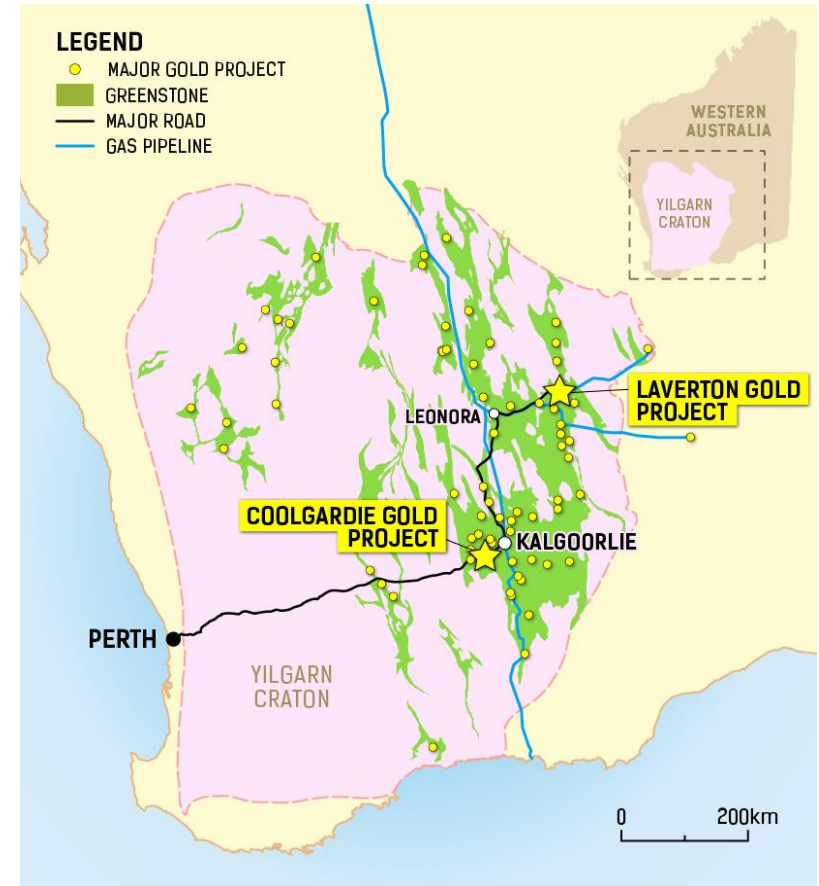 LEGEND
MAJOR GOLD PROJECT
GREENSTONE
MAJOR ROAD
GAS PIPELINE
WESTERN
AUSTRALIA
YILGARN
CRATON
LAVERTON GOLD
PROJECT
LEONORA
COOLGARDIE GOLD
PROJECT
KALGOORLIE
PERTH
YILGARN
CRATON
0 200km